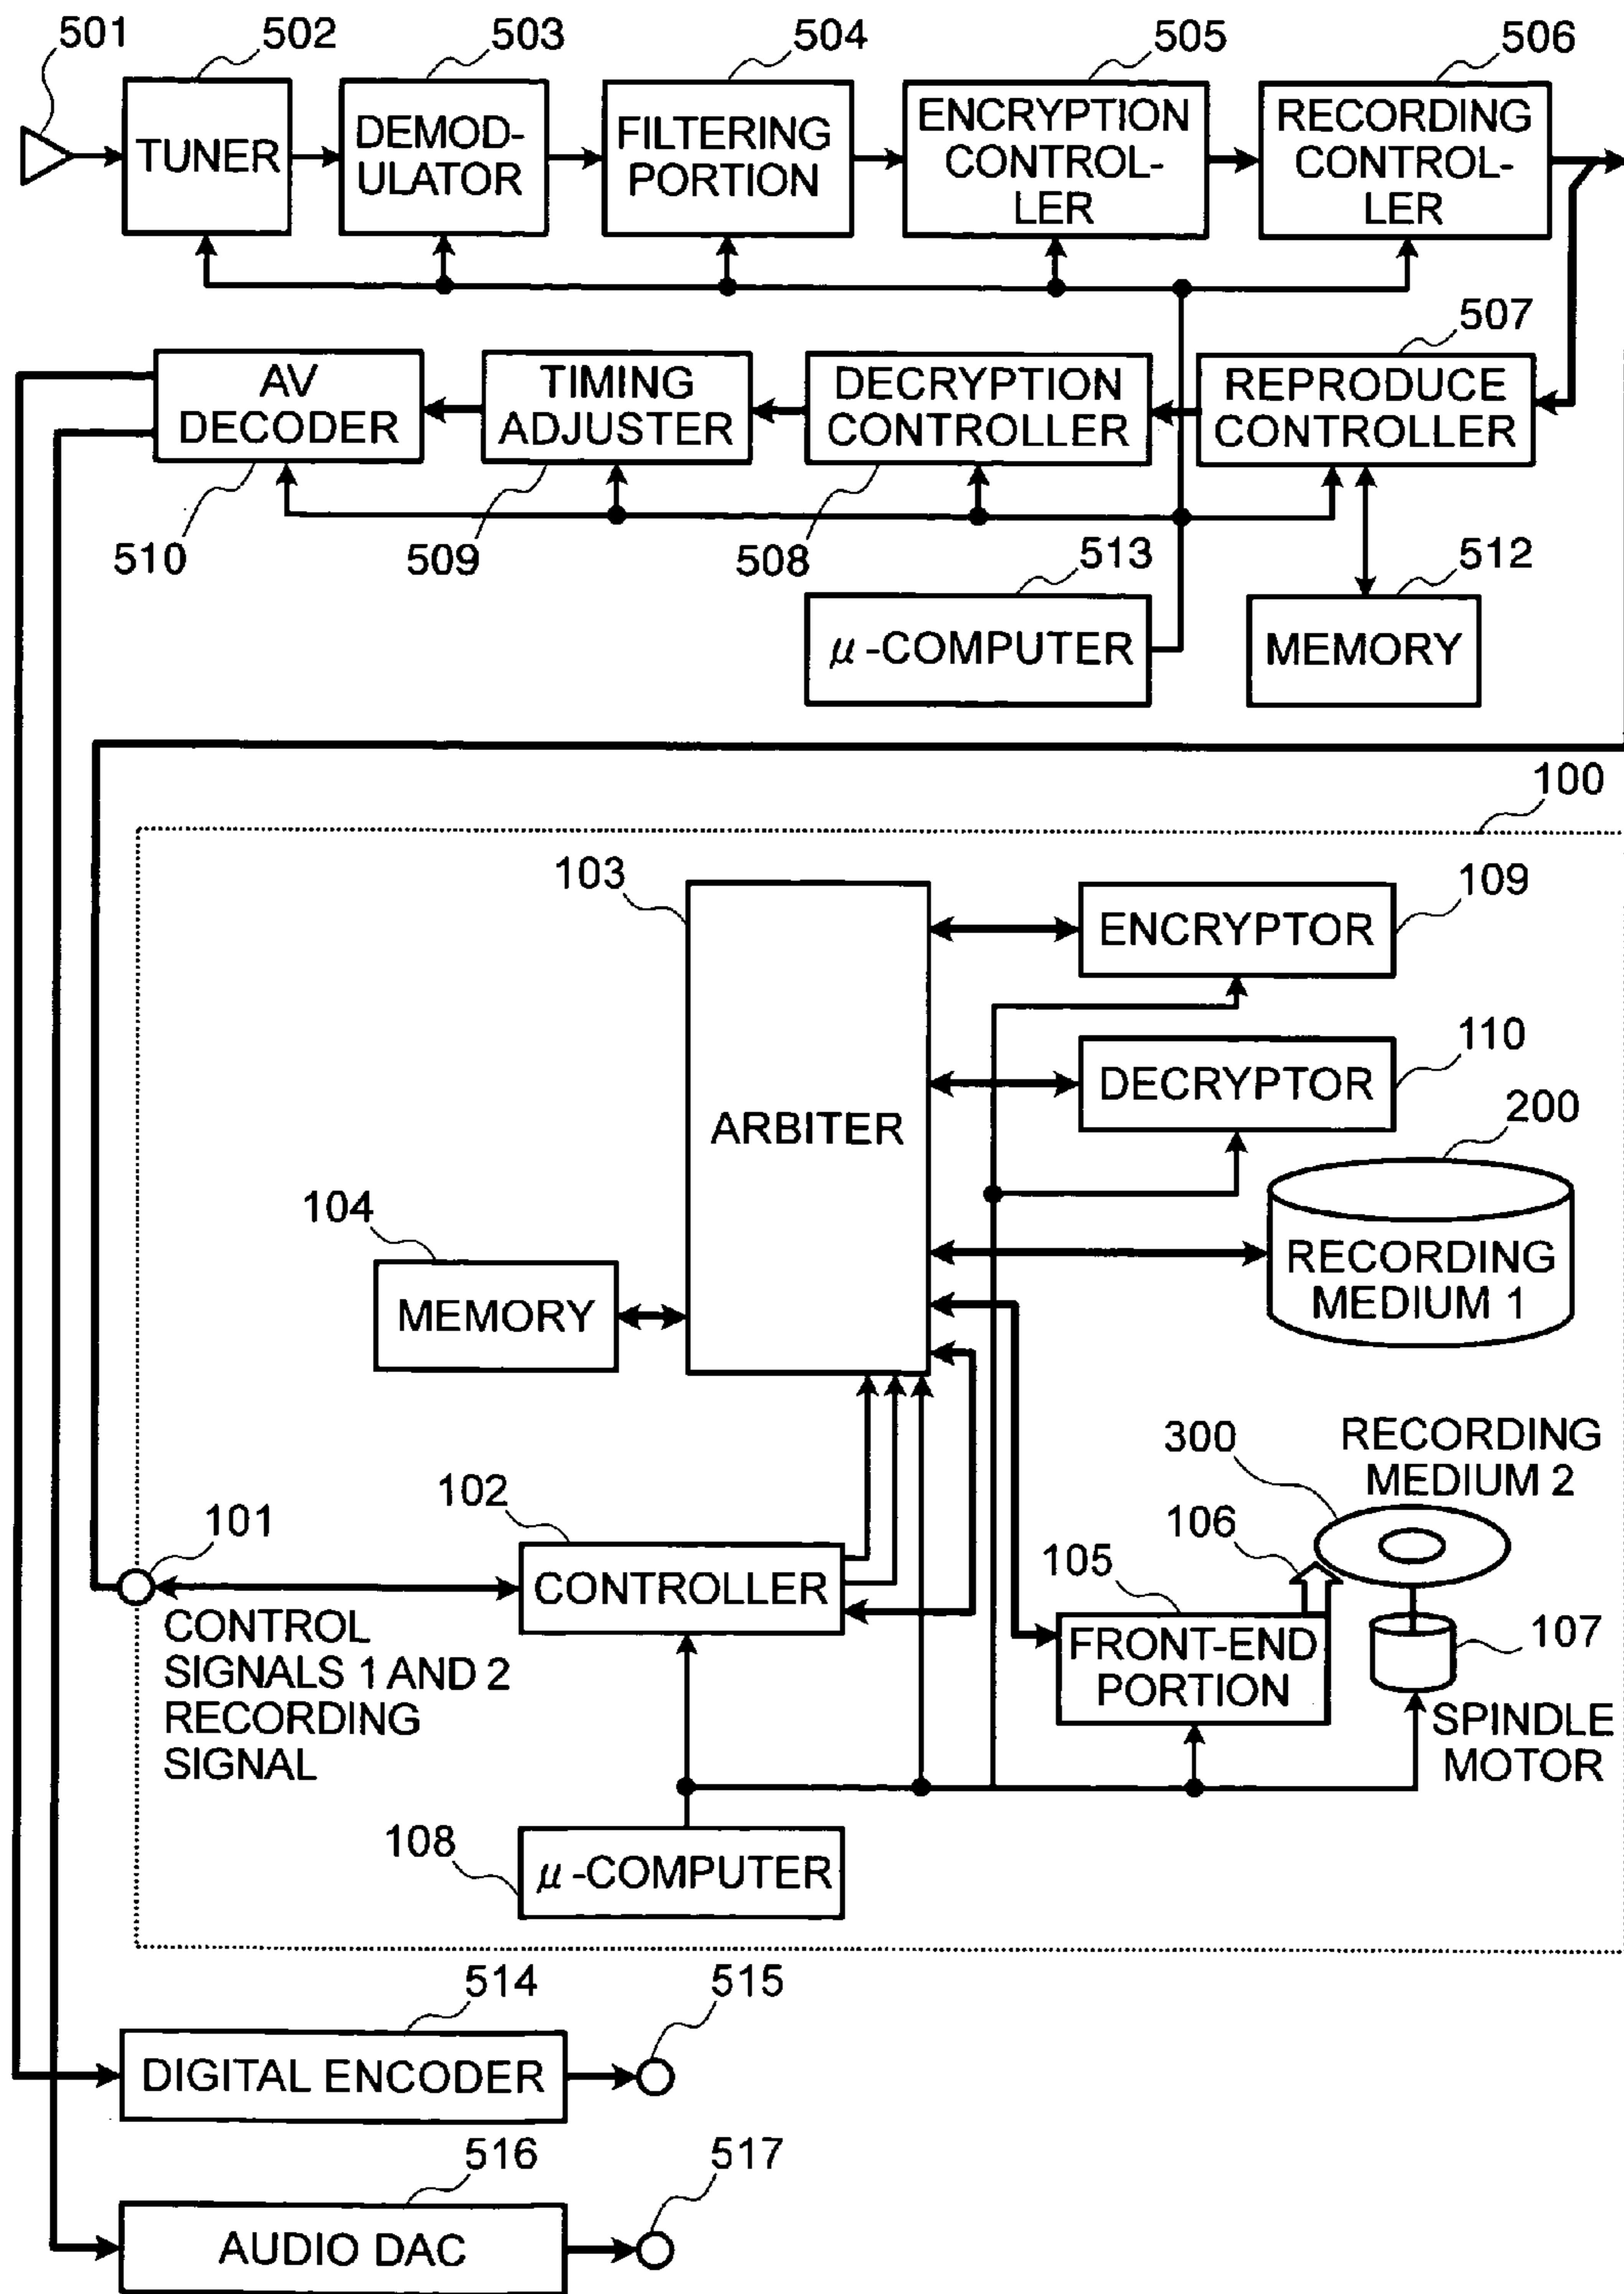 501
502
503
504
505
506
TUNER
DEMOD-
ULATOR
FILTERING
PORTION
ENCRYPTION
CONTROL-
LER
RECORDING
CONTROL-
LER
507
AV
DECODER
TIMING
ADJUSTER
DECRYPTION
CONTROLLER
REPRODUCE
CONTROLLER
510
509
508
513
512
μ-COMPUTER
MEMORY
100
103
109
ARBITER
ENCRYPTOR
110
DECRYPTOR
200
RECORDING
MEDIUM 1
104
MEMORY
300
RECORDING
MEDIUM 2
102
101
106
105
CONTROLLER
CONTROL
SIGNALS 1 AND 2
RECORDING
SIGNAL
FRONT-END
PORTION
107
SPINDLE
MOTOR
108
μ-COMPUTER
514
515
DIGITAL ENCODER
516
517
AUDIO DAC